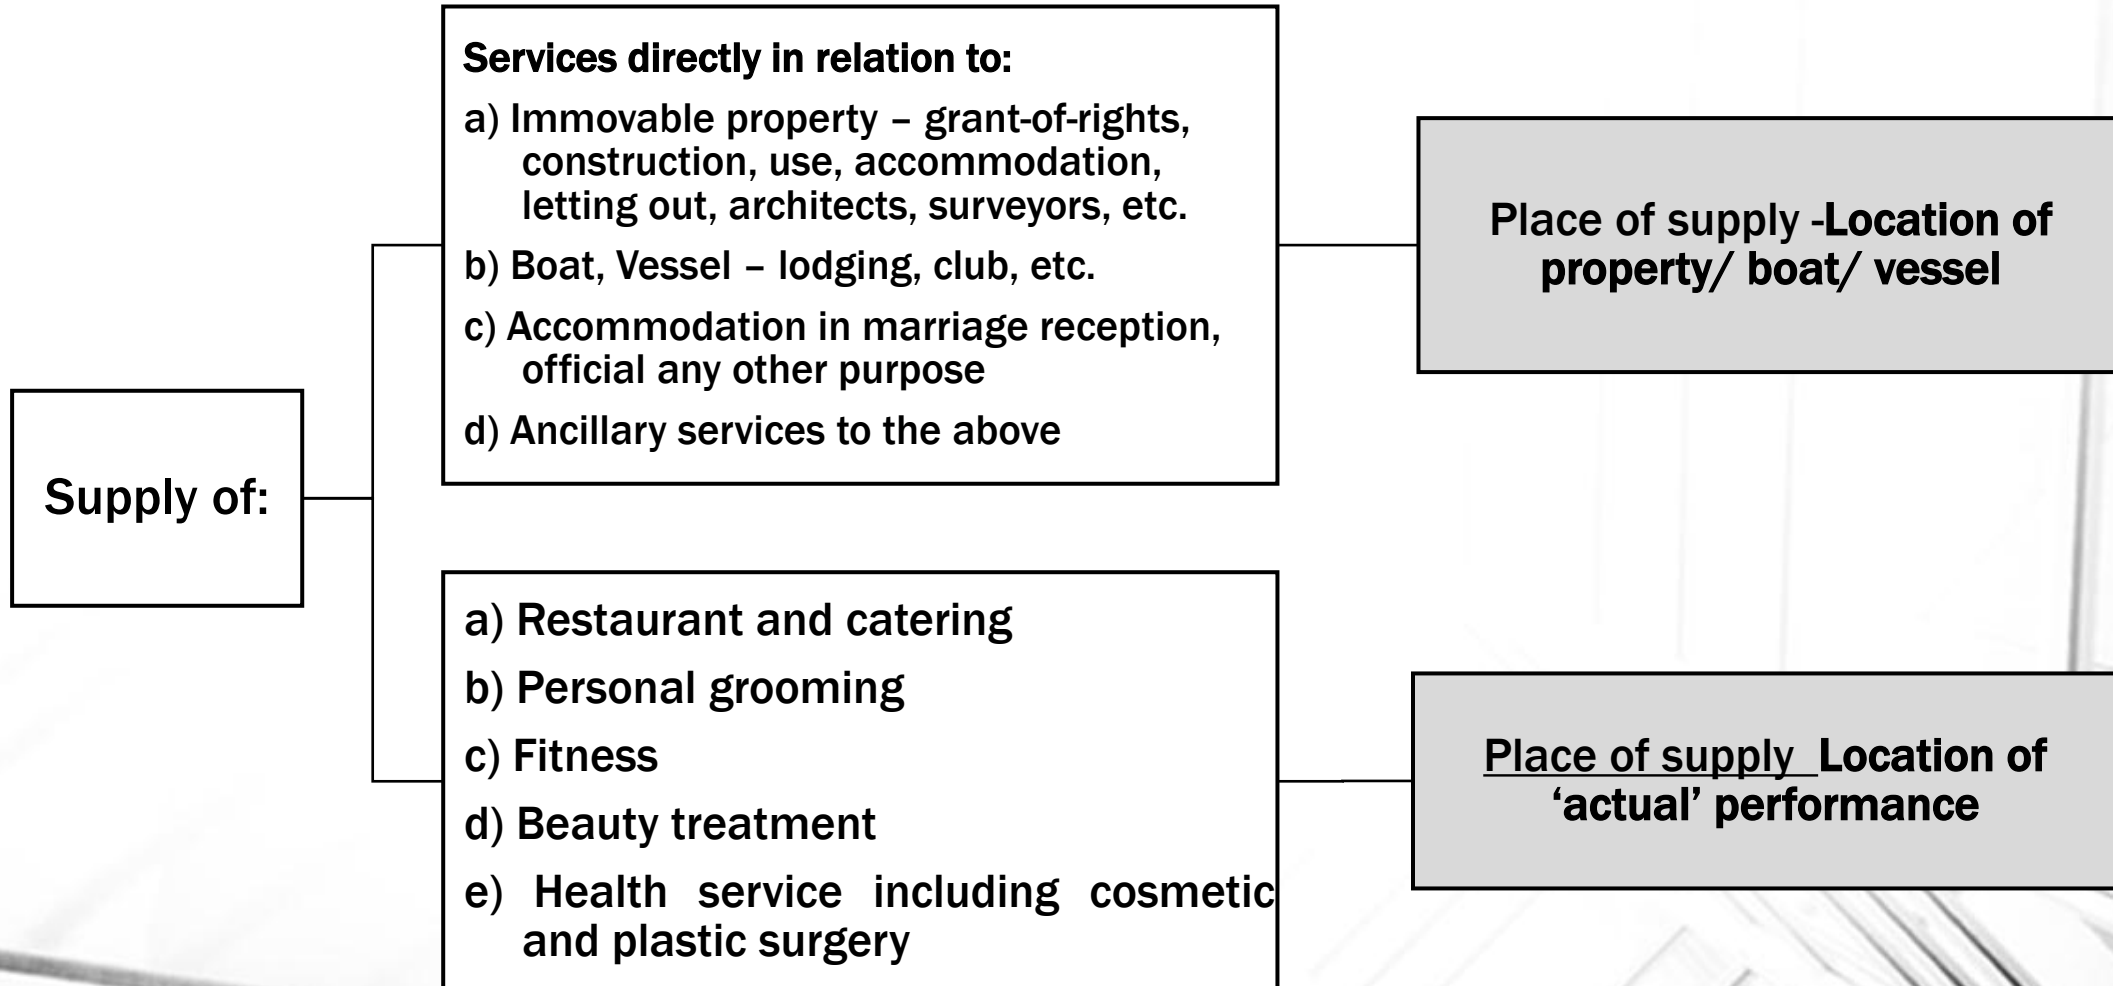 Supply of:
Services directly in relation to:
a) Immovable property – grant-of-rights,
construction, use, accommodation,
letting out, architects, surveyors, etc.
b) Boat, Vessel – lodging, club, etc.
c) Accommodation in marriage reception,
official any other purpose
d) Ancillary services to the above
Place of supply -Location of
property/ boat/ vessel
a) Restaurant and catering
b) Personal grooming
c) Fitness
d) Beauty treatment
e) Health service including cosmetic
and plastic surgery
Place of supply Location of
‘actual’ performance